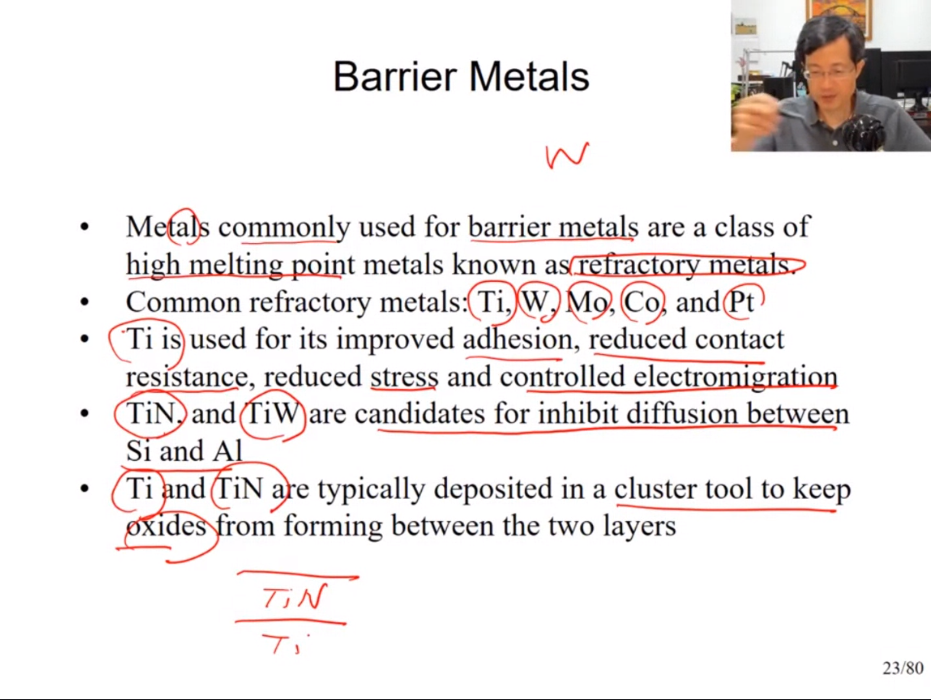 Barrier Metals
W
• Metals commonly used for barrier metals are a class of
high melting point metals known as refractory metals.
• Common refractory metals: Ti, W, Mo, Co, and Pt
• Ti is used for its improved adhesion, reduced contact
resistance, reduced stress and controlled electromigration
• TiN, and TiW are candidates for inhibit diffusion between
Si and Al
• Ti and TiN are typically deposited in a cluster tool to keep
oxides from forming between the two layers
TiN
Ti
23/80